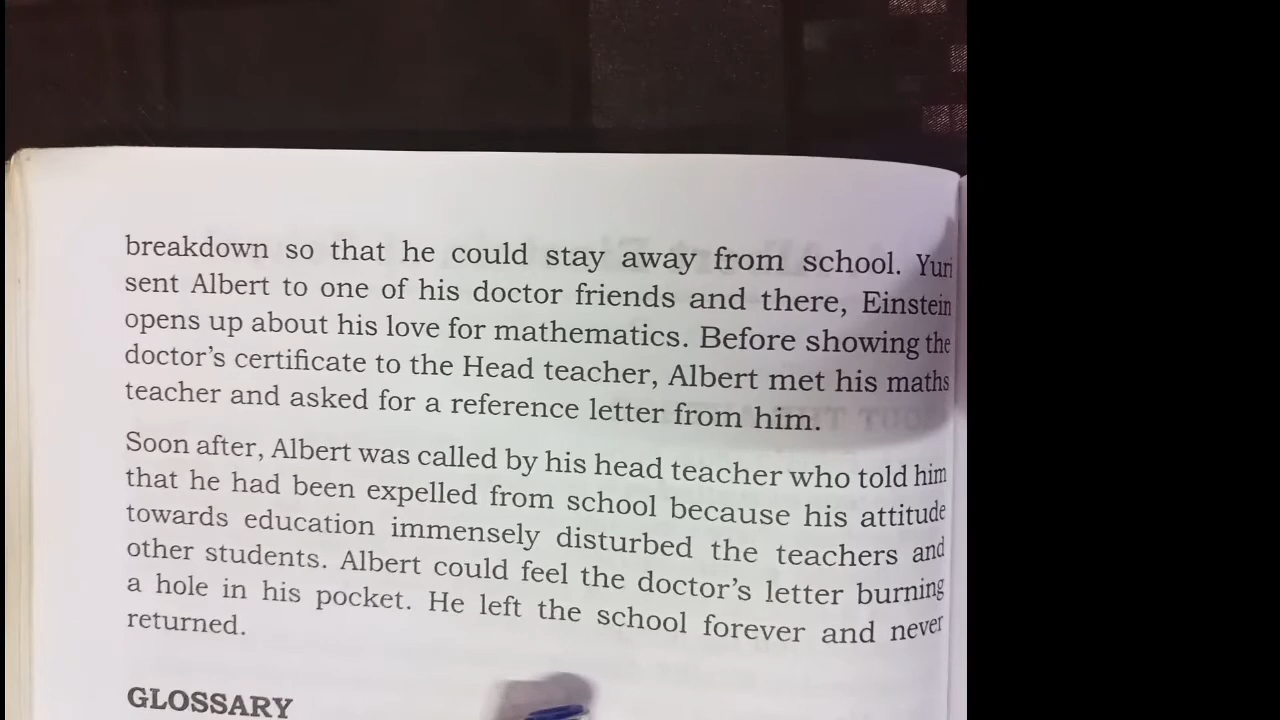 breakdown so that he could stay away from school. Yuri
sent Albert to one of his doctor friends and there, Einstein
opens up about his love for mathematics. Before showing the
doctor's certificate to the Head teacher, Albert met his maths
teacher and asked for a reference letter from him.
Soon after, Albert was called by his head teacher who told him
that he had been expelled from school because his attitude
towards education immensely disturbed the teachers and
other students. Albert could feel the doctor's letter burning
a hole in his pocket. He left the school forever and never
returned.
GLOSSARY